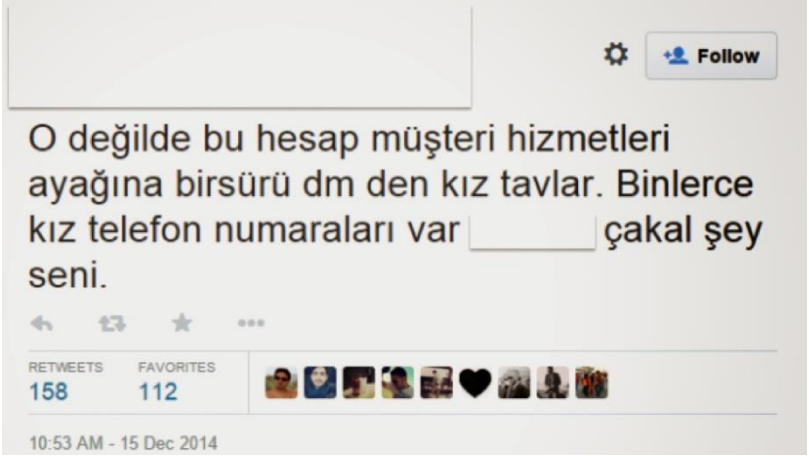 Follow
O değilde bu hesap müşteri hizmetleri
ayağına birsürü dm den kız tavlar. Binlerce
kız telefon numaraları var çakal şey
seni.
RETWEETS FAVORITES
158 112
10:53 AM - 15 Dec 2014